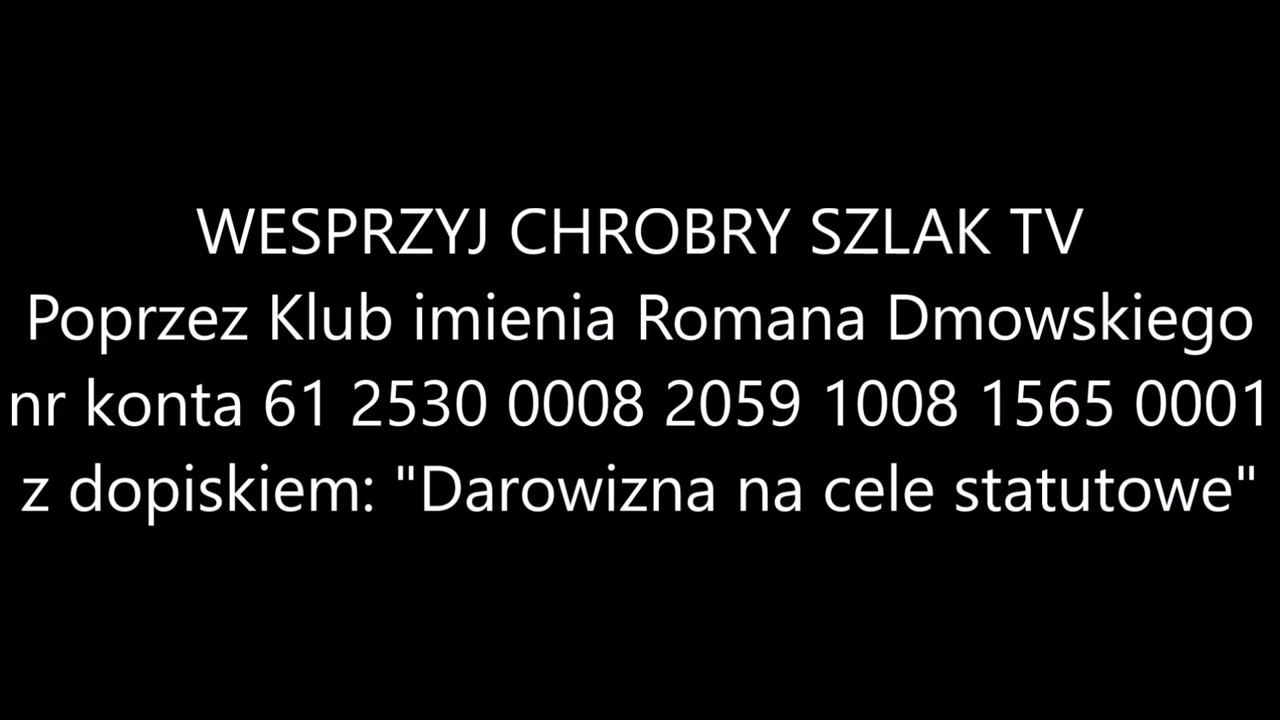 WESPRZYJ CHROBRY SZLAK TV
Poprzez Klub imienia Romana Dmowskiego
nr konta 61 2530 0008 2059 1008 1565 0001
z dopiskiem: "Darowizna na cele statutowe"